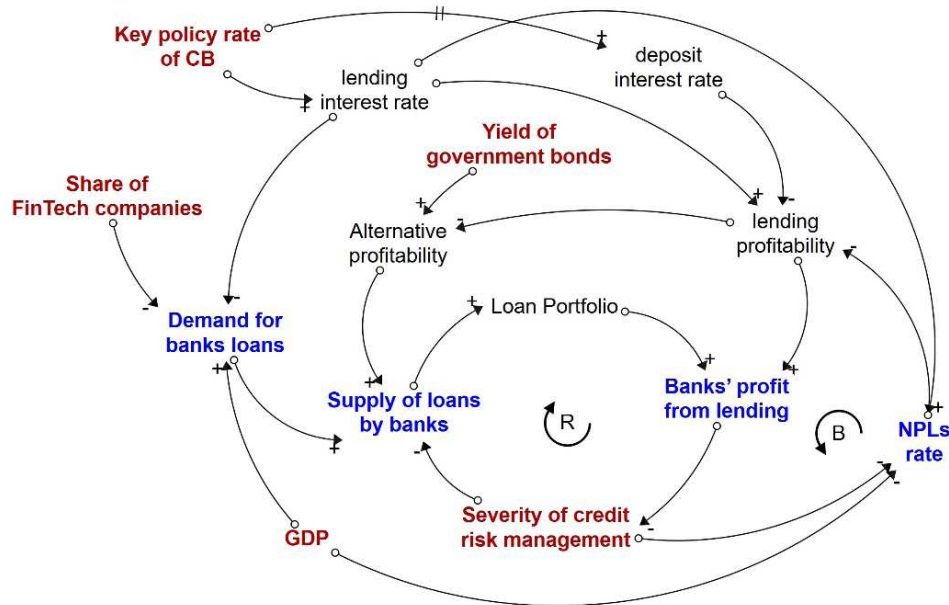 Key policy rate
of CB
deposit
interest rate
lending
interest rate
Yield of
government bonds
Share of
FinTech companies
Alternative
profitability
lending
profitability
Loan Portfolio
Demand for
banks loans
Supply of loans
by banks
Banks' profit
from lending
R
B
NPLs
rate
Severity of credit
risk management
GDP